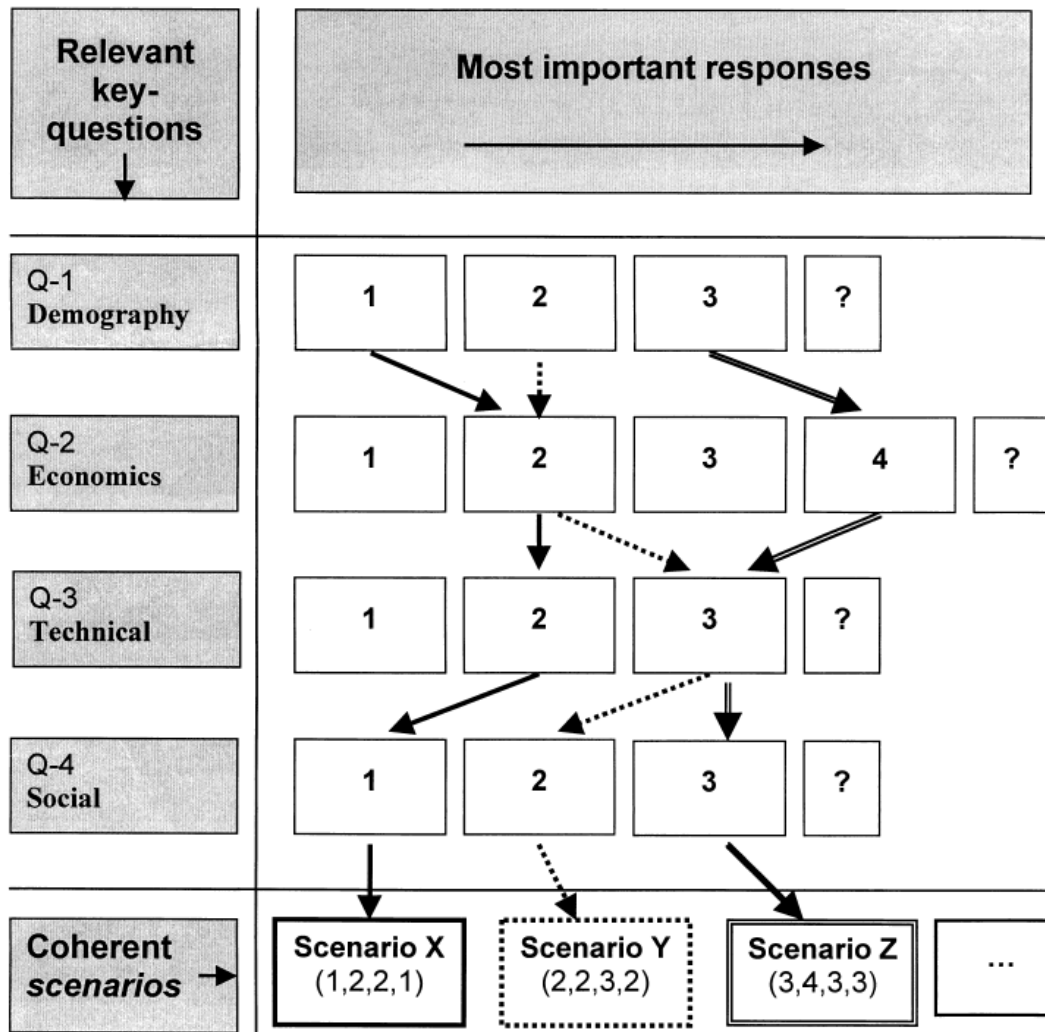 Relevant
key-
questions
Most important responses
Q-1
Demography
1
2
3
?
Q-2
Economics
1
2
3
4
?
Q-3
Technical
1
2
3
?
Q-4
Social
1
2
3
?
Coherent
scenarios
Scenario X
(1,2,2,1)
Scenario Y
(2,2,3,2)
Scenario Z
(3,4,3,3)
...